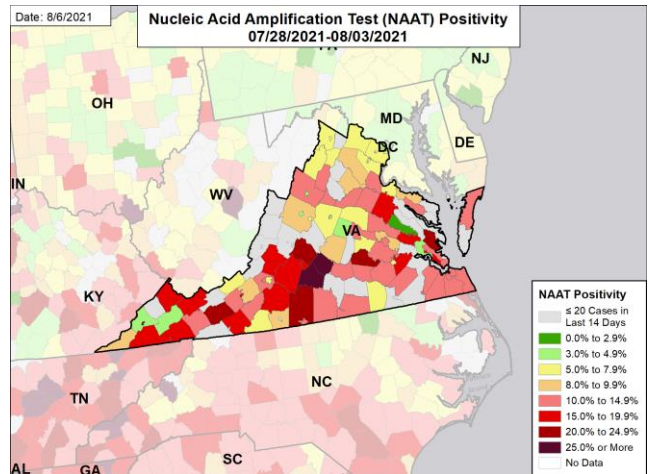 Date: 8/6/2021
Nucleic Acid Amplification Test (NAAT) Positivity
07/28/2021-08/03/2021
PA
NJ
OH
MD
DE
DC
IN
WV
VA
KY
NC
TN
SC
AL
GA
NAAT Positivity
≤ 20 Cases in
Last 14 Days
0.0% to 2.9%
3.0% to 4.9%
5.0% to 7.9%
8.0% to 9.9%
10.0% to 14.9%
15.0% to 19.9%
20.0% to 24.9%
25.0% or More
No Data